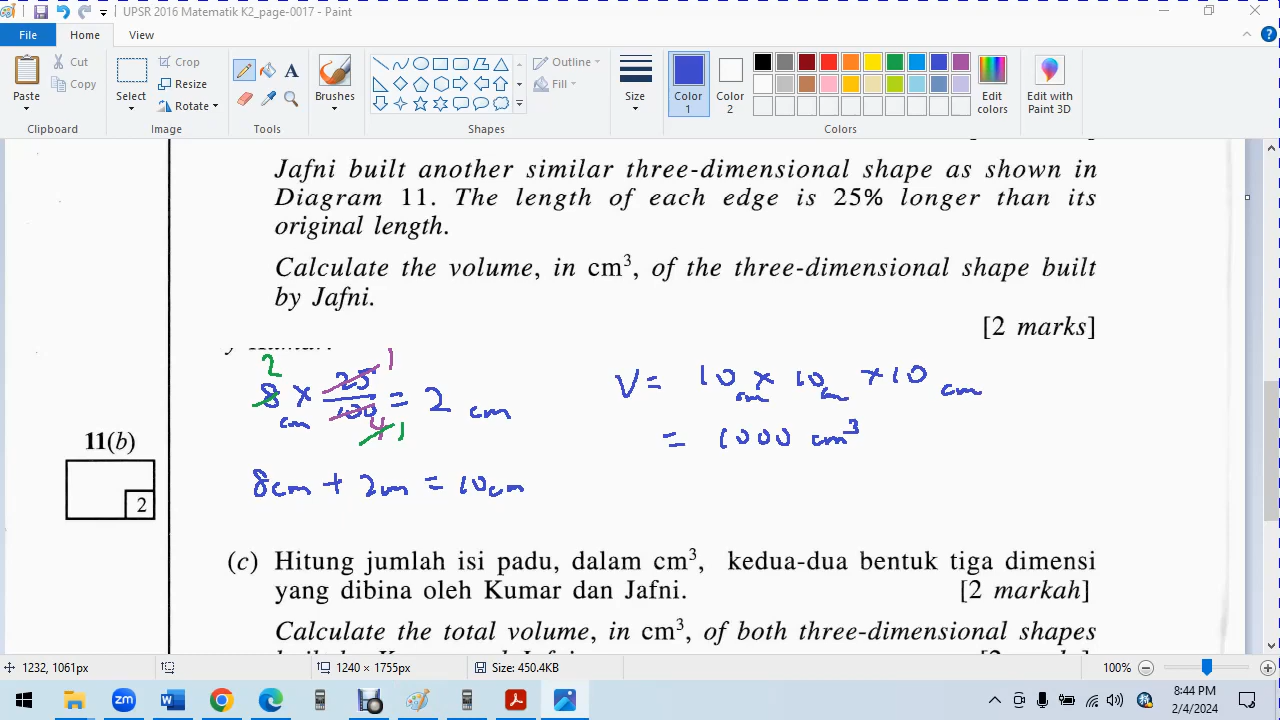 UPSR 2016 Matematik K2_page-0017 - Paint
File Home View
Paste Cut Copy
Clipboard
Select Crop Resize Rotate
Image
Tools
Brushes
Shapes
Outline Fill
Size
Color 1
Color 2
Edit colors
Edit with Paint 3D
Colors
Jafni built another similar three-dimensional shape as shown in
Diagram 11. The length of each edge is 25% longer than its
original length.
Calculate the volume, in cm³, of the three-dimensional shape built
by Jafni.
[2 marks]
2 1
8 cm × 25/100 = 2 cm
4 1
8cm + 2m = 10cm
V = 10 cm × 10 cm × 10 cm
= 1000 cm³
11(b)
2
(c) Hitung jumlah isi padu, dalam cm³, kedua-dua bentuk tiga dimensi
yang dibina oleh Kumar dan Jafni. [2 markah]
Calculate the total volume, in cm³, of both three-dimensional shapes
1232, 1061px 1240 × 1755px Size: 450.4KB 100%
8:44 PM
2/4/2024